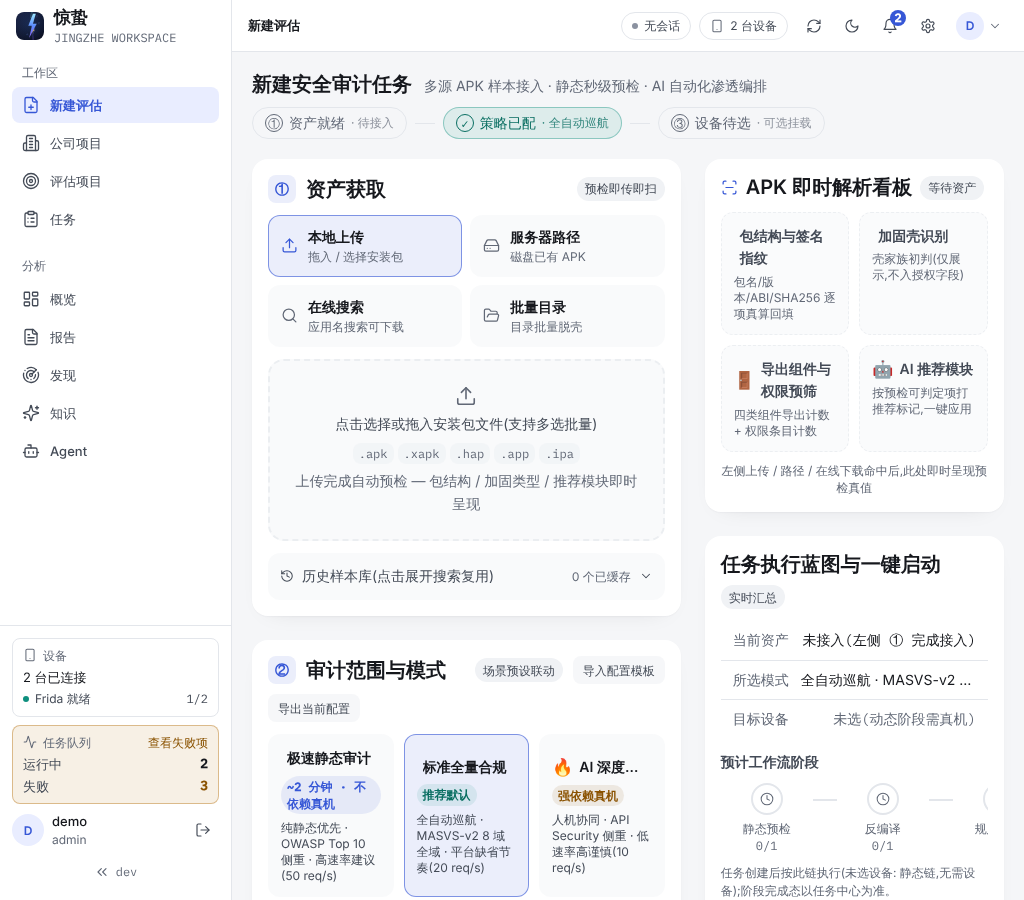 惊蛰
JINGZHE WORKSPACE
工作区
新建评估
公司项目
评估项目
任务
分析
概览
报告
发现
知识
Agent
设备
2 台已连接
Frida 就绪 1/2
任务队列 查看失败项
运行中 2
失败 3
D demo
admin
dev
新建评估 无会话 2 台设备 2 D
新建安全审计任务 多源 APK 样本接入 · 静态秒级预检 · AI 自动化渗透编排
① 资产就绪 · 待接入 ✓ 策略已配 · 全自动巡航 ③ 设备待选 · 可选挂载
① 资产获取 预检即传即扫
本地上传
拖入 / 选择安装包
服务器路径
磁盘已有 APK
在线搜索
应用名搜索可下载
批量目录
目录批量脱壳
点击选择或拖入安装包文件(支持多选批量)
.apk .xapk .hap .app .ipa
上传完成自动预检 — 包结构 / 加固类型 / 推荐模块即时
呈现
历史样本库(点击展开搜索复用) 0 个已缓存
② 审计范围与模式 场景预设联动 导入配置模板
导出当前配置
极速静态审计
~2 分钟 · 不
依赖真机
纯静态优先 ·
OWASP Top 10
侧重 · 高速率建议
(50 req/s)
标准全量合规
推荐默认
全自动巡航 ·
MASVS-v2 8 域
全域 · 平台缺省节
奏(20 req/s)
🔥 AI 深度...
强依赖真机
人机协同 · API
Security 侧重 · 低
速率高谨慎(10
req/s)
APK 即时解析看板 等待资产
包结构与签名
指纹
包名/版
本/ABI/SHA256 逐
项真算回填
加固壳识别
壳家族初判(仅展
示,不入授权字段)
🚪 导出组件与
权限预筛
四类组件导出计数
+ 权限条目计数
🤖 AI 推荐模块
按预检可判定项打
推荐标记,一键应用
左侧上传 / 路径 / 在线下载命中后,此处即时呈现预
检真值
任务执行蓝图与一键启动
实时汇总
当前资产 未接入(左侧 ① 完成接入)
所选模式 全自动巡航 · MASVS-v2 ...
目标设备 未选(动态阶段需真机)
预计工作流阶段
静态预检 反编译 规
0/1 0/1
任务创建后按此链执行(未选设备: 静态链,无需设
备);阶段完成态以任务中心为准。